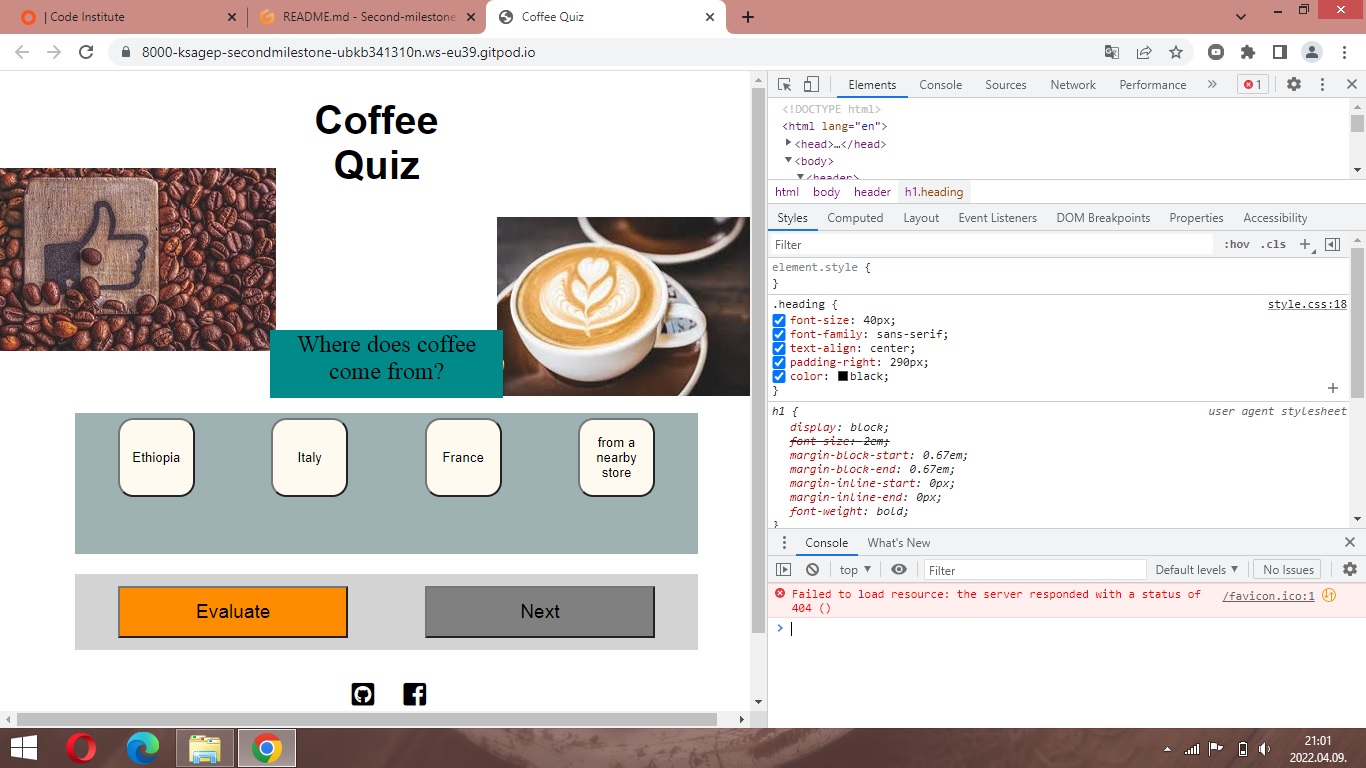 | Code Institute
README.md - Second-milestone
Coffee Quiz
8000-ksagep-secondmilestone-ubkb341310n.ws-eu39.gitpod.io
Coffee
Quiz
Where does coffee
come from?
Ethiopia
Italy
France
from a
nearby
store
Evaluate
Next
Elements
Console
Sources
Network
Performance
»
1
<!DOCTYPE html>
<html lang="en">
<head>…</head>
<body>
<header>
html
body
header
h1.heading
Styles
Computed
Layout
Event Listeners
DOM Breakpoints
Properties
Accessibility
Filter
:hov
.cls
element.style {
}
.heading {
style.css:18
font-size: 40px;
font-family: sans-serif;
text-align: center;
padding-right: 290px;
color: black;
}
h1 {
user agent stylesheet
display: block;
font-size: 2em;
margin-block-start: 0.67em;
margin-block-end: 0.67em;
margin-inline-start: 0px;
margin-inline-end: 0px;
font-weight: bold;
}
Console
What's New
top
Filter
Default levels
No Issues
Failed to load resource: the server responded with a status of
404 ()
/favicon.ico:1
21:01
2022.04.09.